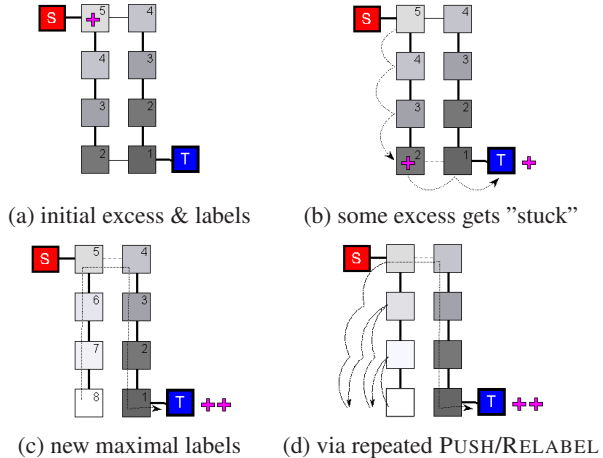 S 5 4
4 3
3 2
2 1 T
(a) initial excess & labels
S 5 4
4 3
3 2
2 1 T
(b) some excess gets ”stuck”
S 5 4
6 3
7 2
8 1 T
(c) new maximal labels
S
T
(d) via repeated PUSH/RELABEL